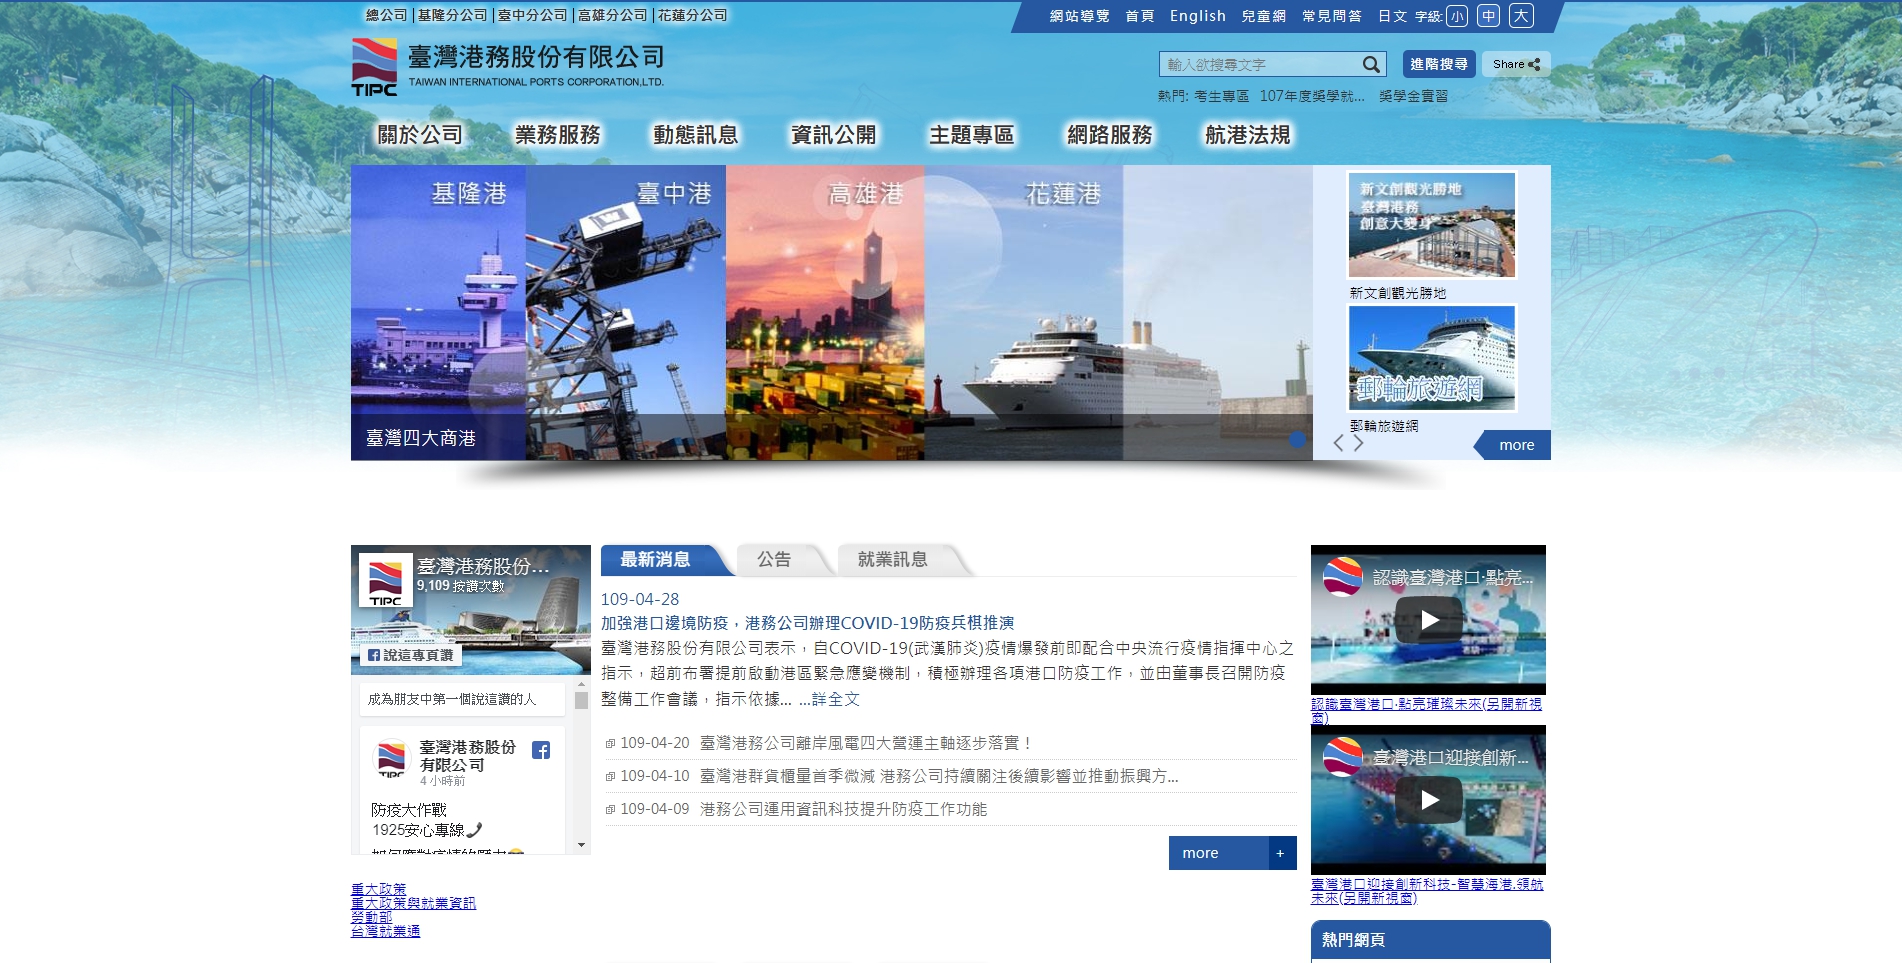 總公司 | 基隆分公司 | 臺中分公司 | 高雄分公司 | 花蓮分公司
網站導覽 首頁 English 兒童網 常見問答 日文 字級: 小 中 大
TIPC
臺灣港務股份有限公司
TAIWAN INTERNATIONAL PORTS CORPORATION,LTD.
輸入欲搜尋文字
進階搜尋
Share
熱門: 考生專區 107年度獎學就... 獎學金實習
關於公司 業務服務 動態訊息 資訊公開 主題專區 網路服務 航港法規
基隆港 臺中港 高雄港 花蓮港
臺灣四大商港
新文創觀光勝地
臺灣港務
創意大變身
新文創觀光勝地
郵輪旅遊網
郵輪旅遊網
more
TIPC
臺灣港務股份...
9,109 按讚次數
說這專頁讚
成為朋友中第一個說這讚的人
TIPC
臺灣港務股份
有限公司
4 小時前
防疫大作戰
1925安心專線
重大政策
重大政策與就業資訊
勞動部
台灣就業通
最新消息 公告 就業訊息
109-04-28
加強港口邊境防疫，港務公司辦理COVID-19防疫兵棋推演
臺灣港務股份有限公司表示，自COVID-19(武漢肺炎)疫情爆發前即配合中央流行疫情指揮中心之
指示，超前布署提前啟動港區緊急應變機制，積極辦理各項港口防疫工作，並由董事長召開防疫
整備工作會議，指示依據... ...詳全文
109-04-20 臺灣港務公司離岸風電四大營運主軸逐步落實！
109-04-10 臺灣港群貨櫃量首季微減 港務公司持續關注後續影響並推動振興方...
109-04-09 港務公司運用資訊科技提升防疫工作功能
more +
認識臺灣港口·點亮...
認識臺灣港口·點亮璀璨未來(另開新視
窗)
臺灣港口迎接創新...
臺灣港口迎接創新科技-智慧海港.領航
未來(另開新視窗)
熱門網頁